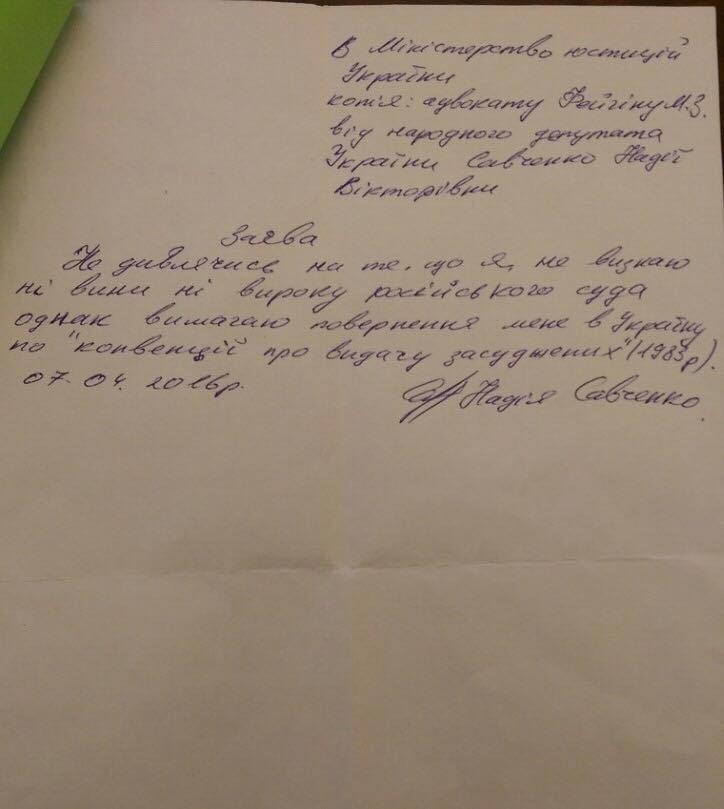 В Міністерство юстицій
України
копія: адвокату Фейгіну М.З.
від народного депутата
України Савченко Надії
Вікторівни
Заєва
Не дивлячись на те, що я, не визнаю
ні вини ні вироку російського суда
однак вимагаю повернення мене в Україну
по "конвенції про видачу засуджених" (1983р).
07.04.2016р.
Надія Савченко